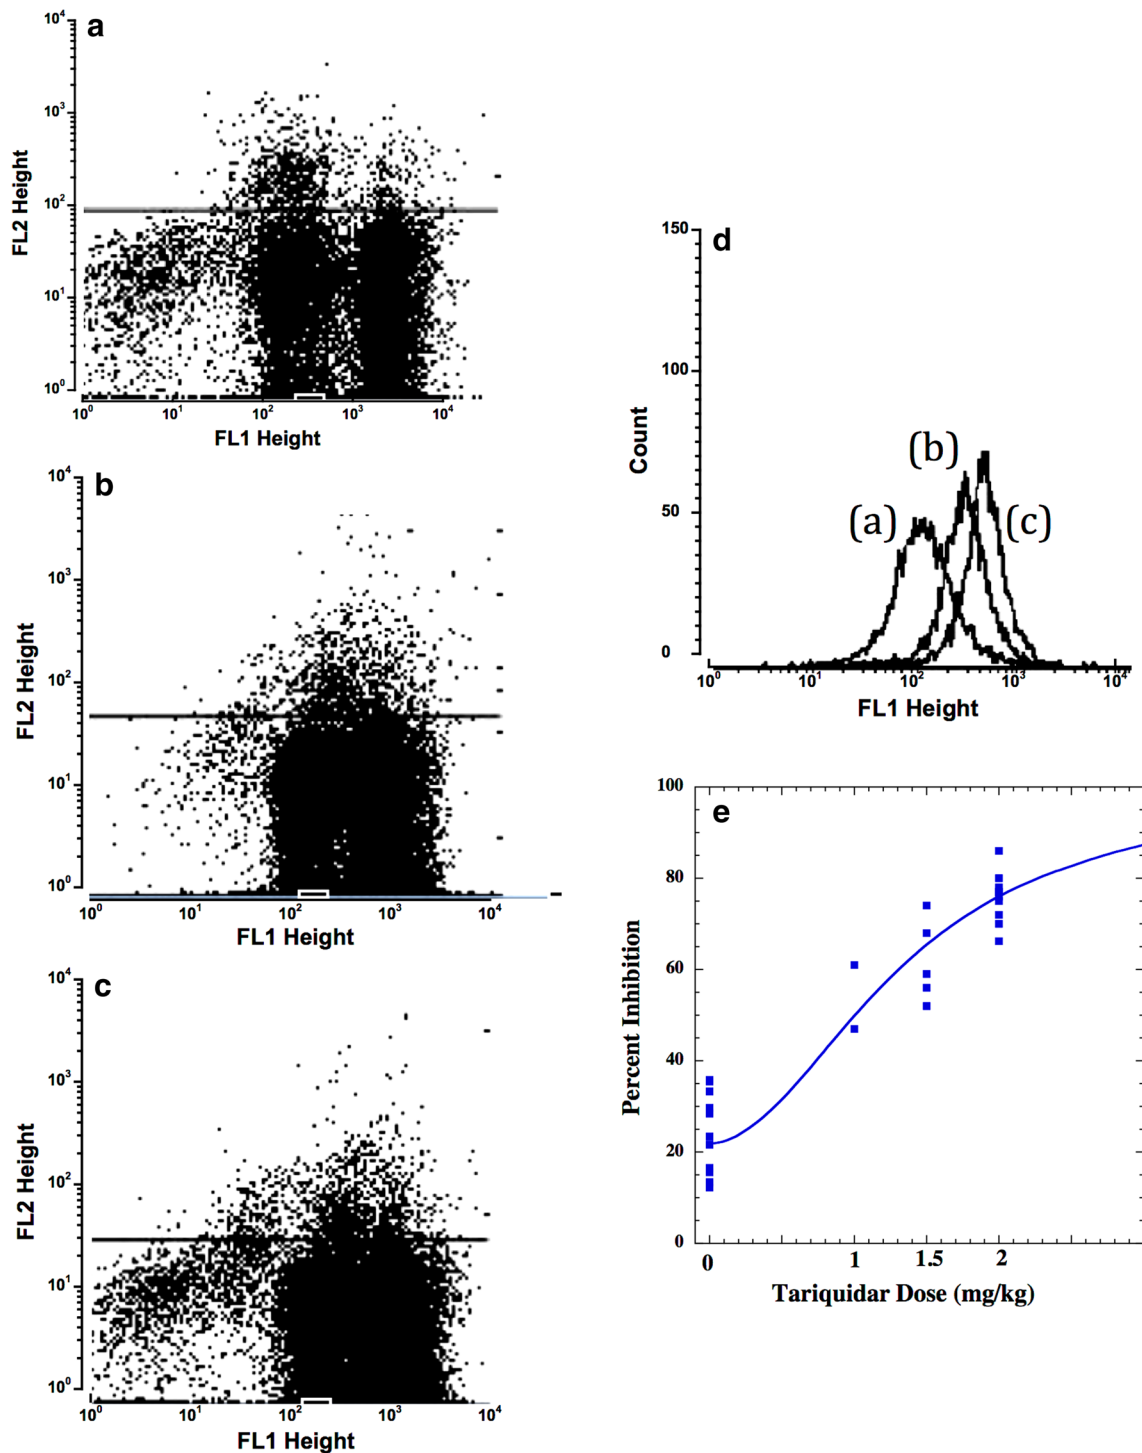 a
10⁴
10³
10²
10¹
10⁰
FL2 Height
10⁰ 10¹ 10² 10³ 10⁴
FL1 Height
b
10⁴
10³
10²
10¹
10⁰
FL2 Height
10⁰ 10¹ 10² 10³ 10⁴
FL1 Height
c
10⁴
10³
10²
10¹
10⁰
FL2 Height
10⁰ 10¹ 10² 10³ 10⁴
FL1 Height
d
150
100
50
0
Count
(a) (b) (c)
10⁰ 10¹ 10² 10³ 10⁴
FL1 Height
e
100
80
60
40
20
0
Percent Inhibition
0 1 1.5 2
Tariquidar Dose (mg/kg)